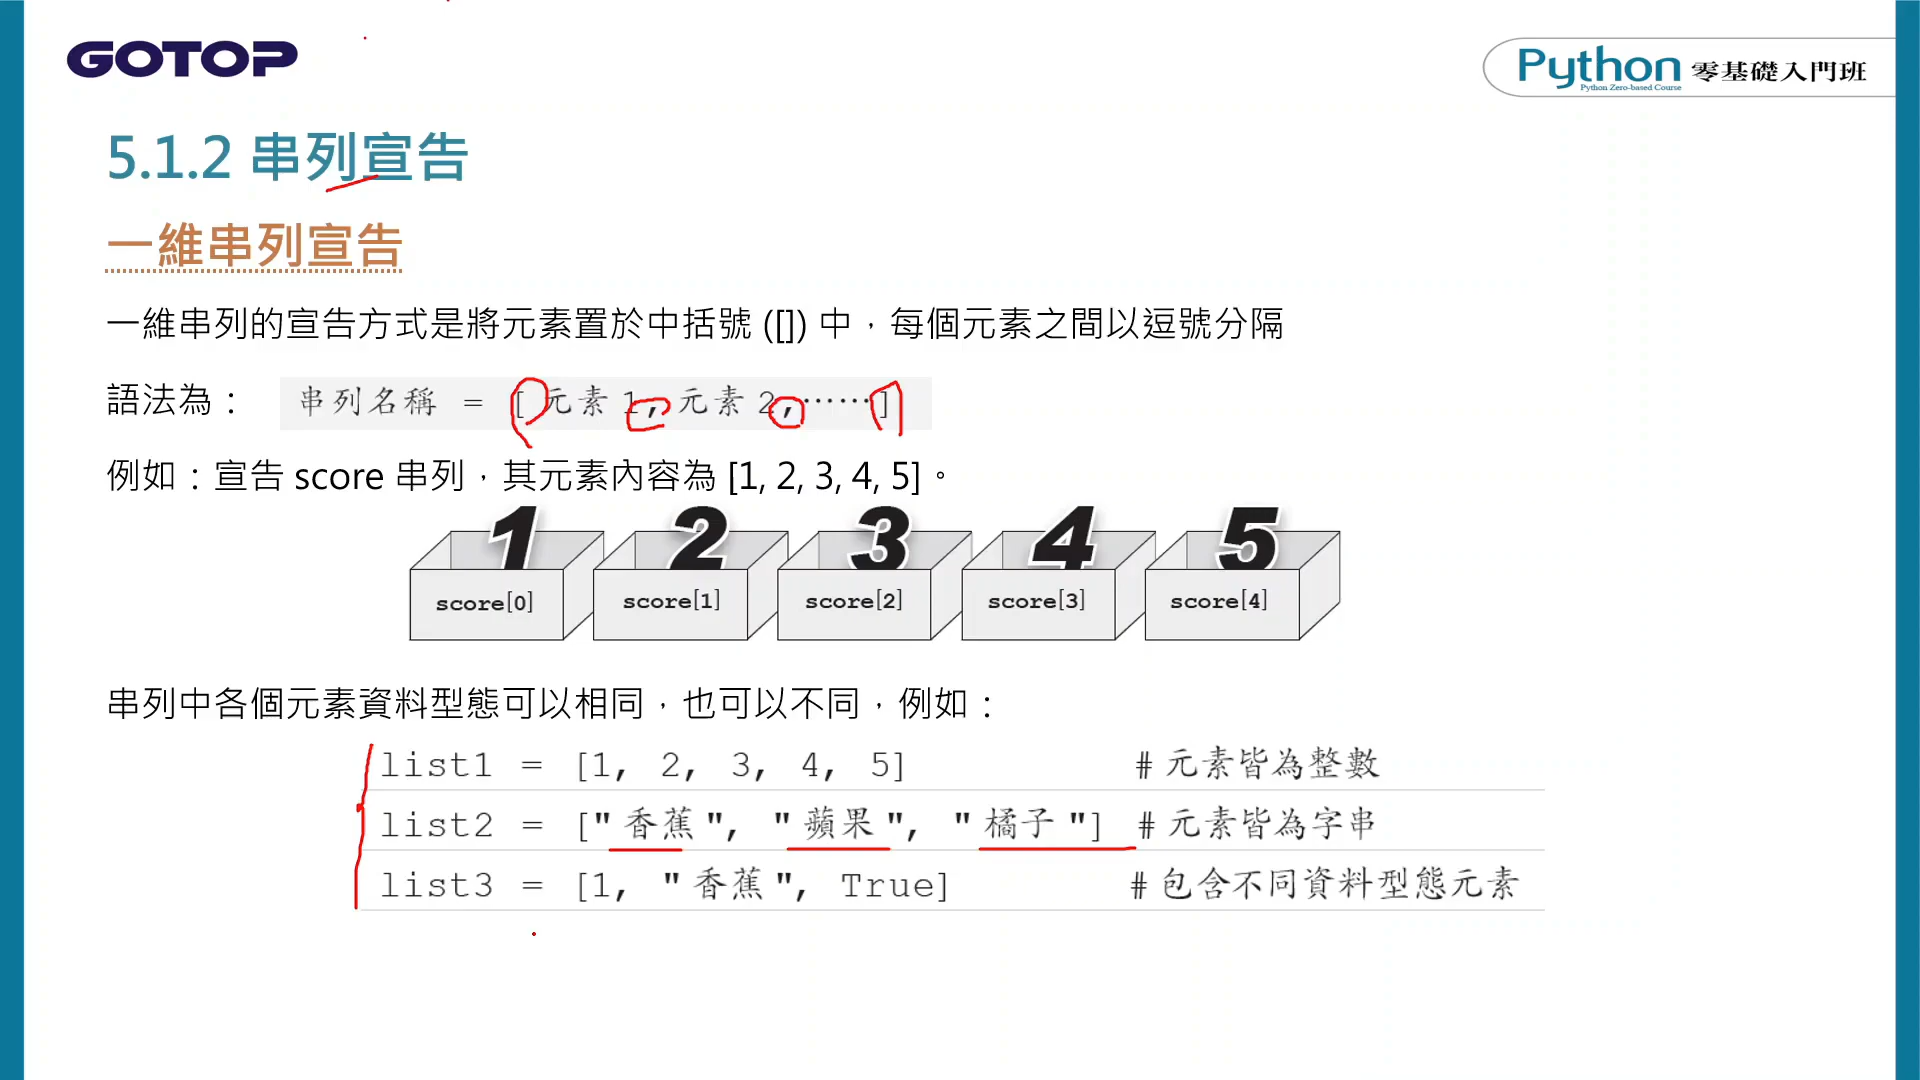 GOTOP
Python 零基礎入門班
Python Zero-based Course
5.1.2 串列宣告
一維串列宣告
一維串列的宣告方式是將元素置於中括號 ([]) 中，每個元素之間以逗號分隔
語法為： 串列名稱 = [ 元素 1, 元素 2,……]
例如：宣告 score 串列，其元素內容為 [1, 2, 3, 4, 5]。
1 2 3 4 5
score[0] score[1] score[2] score[3] score[4]
串列中各個元素資料型態可以相同，也可以不同，例如：
list1 = [1, 2, 3, 4, 5] # 元素皆為整數
list2 = ["香蕉", "蘋果", "橘子"] # 元素皆為字串
list3 = [1, "香蕉", True] # 包含不同資料型態元素